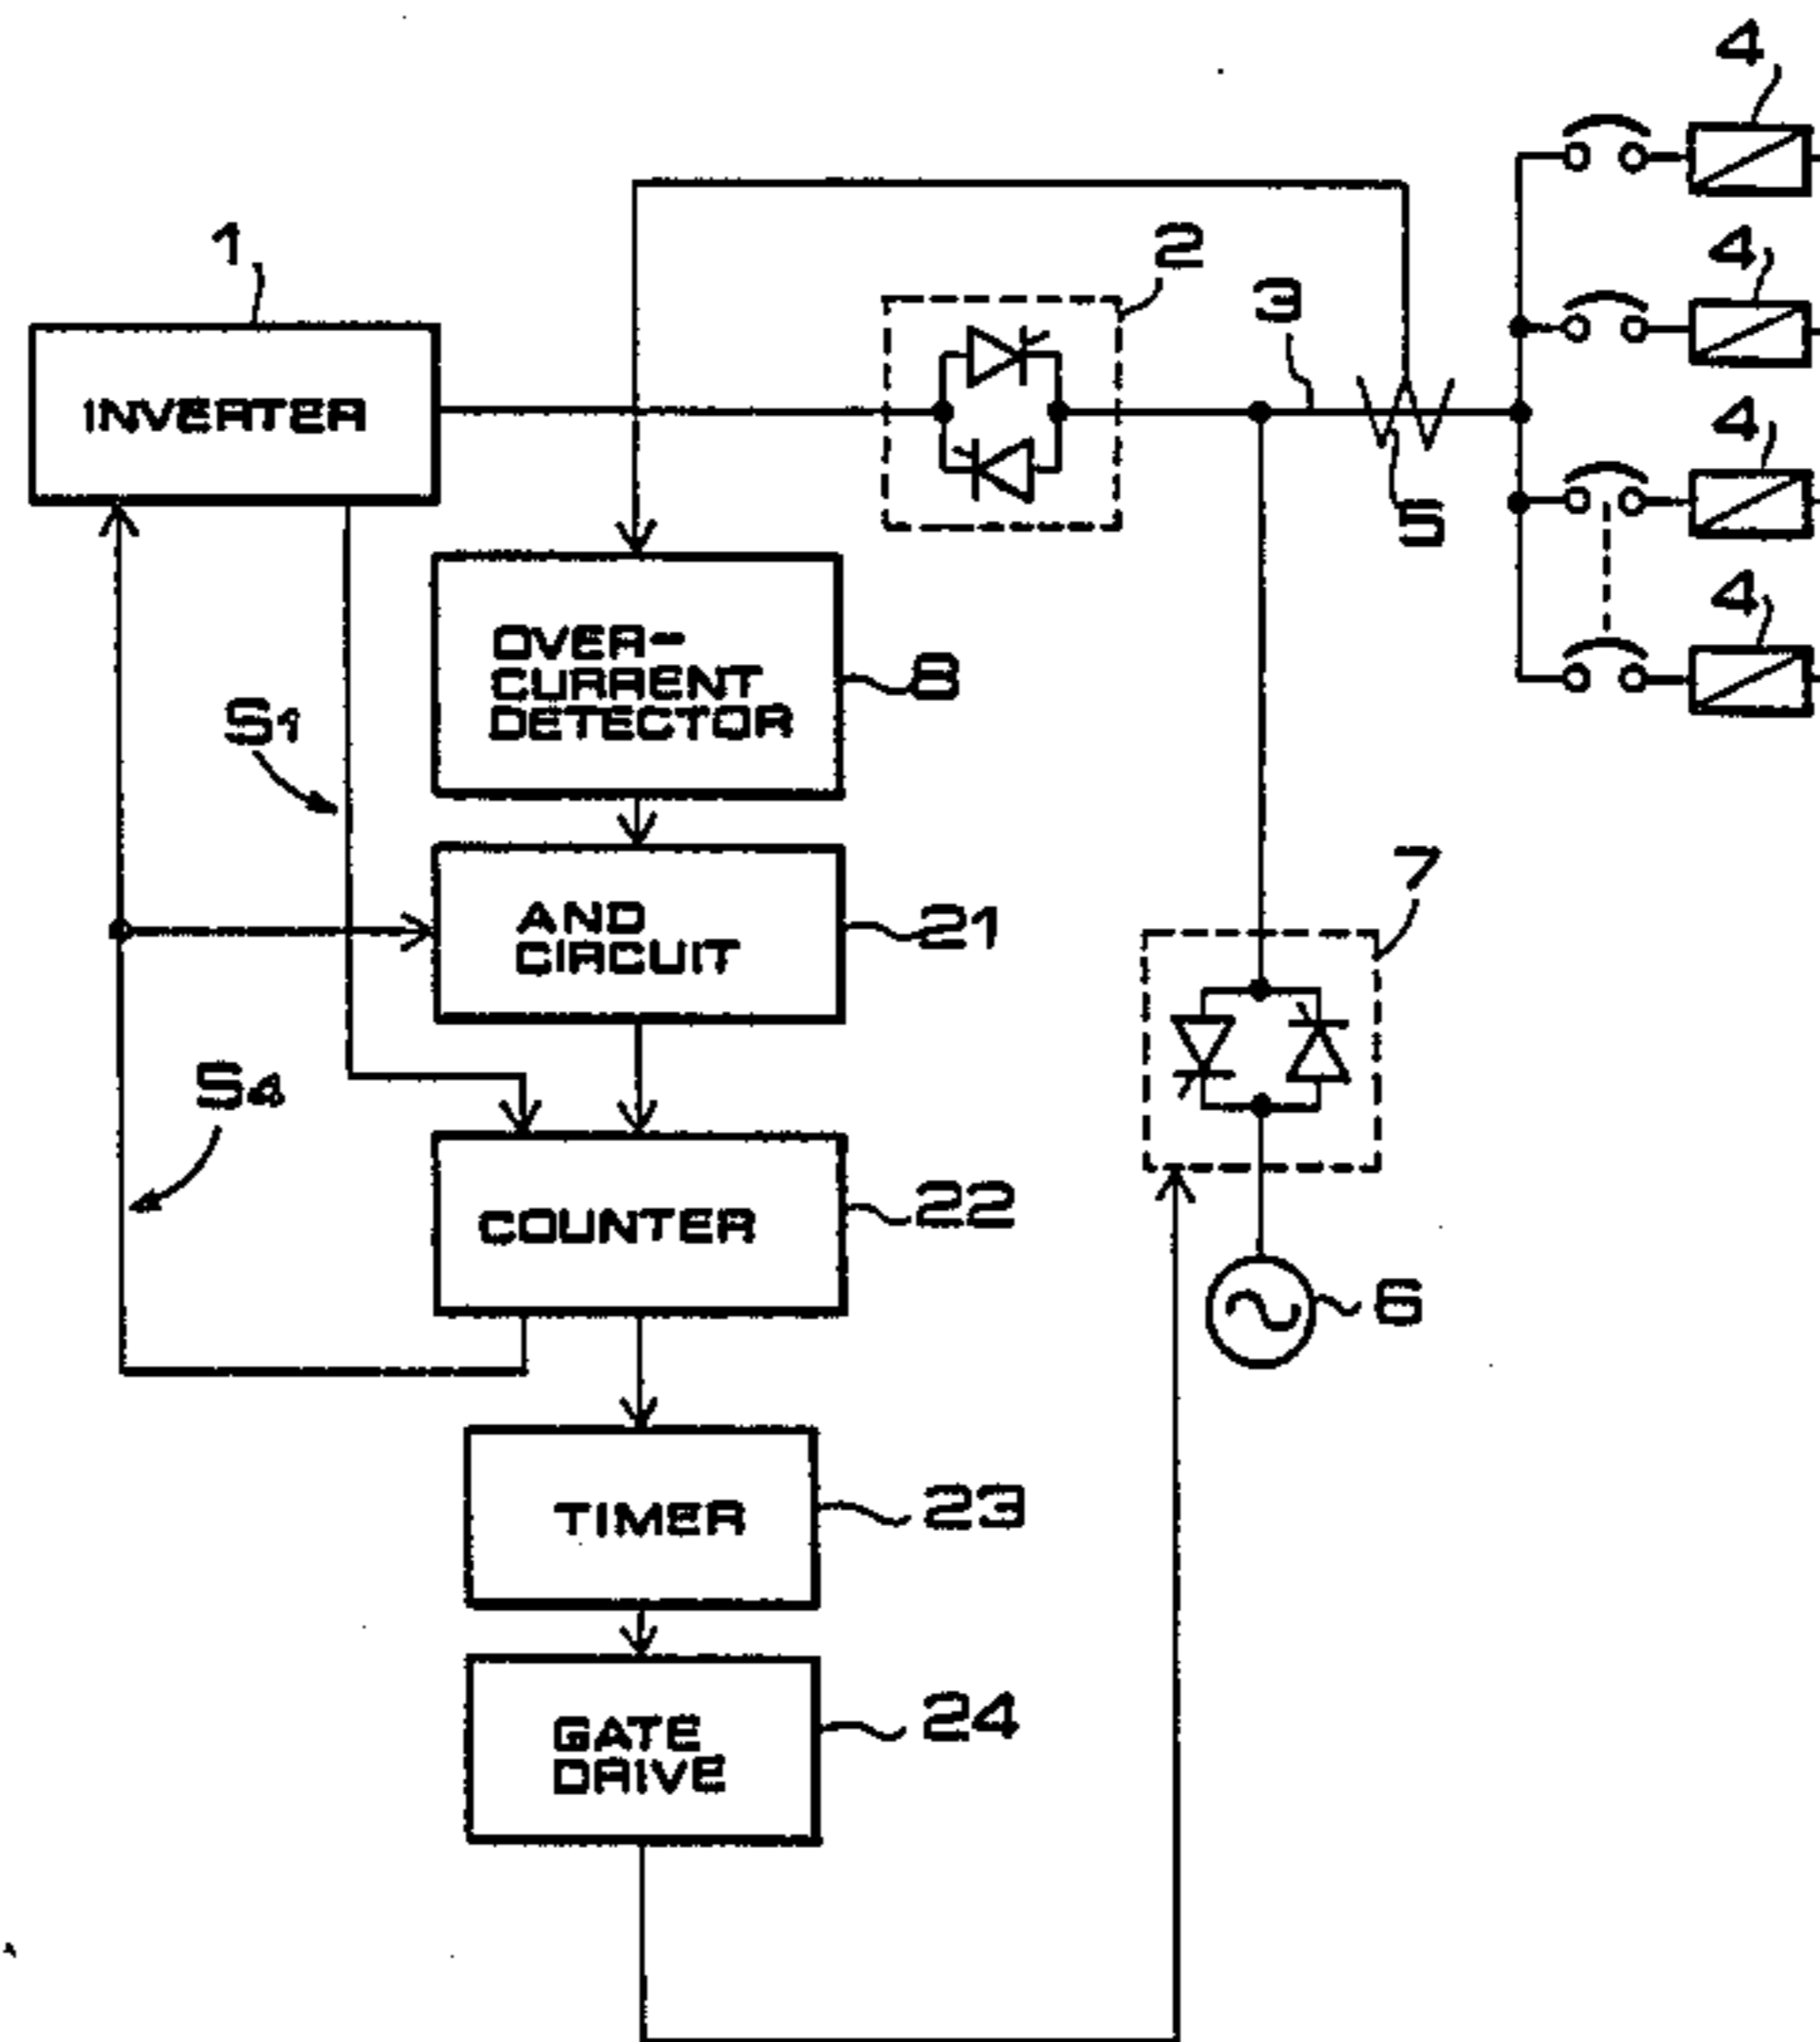 4
1
2
3
4
INVERTER
4
5
OVER-
CURRENT
DETECTOR
8
4
S1
AND
CIRCUIT
21
7
S4
COUNTER
22
6
TIMER
23
GATE
DRIVE
24